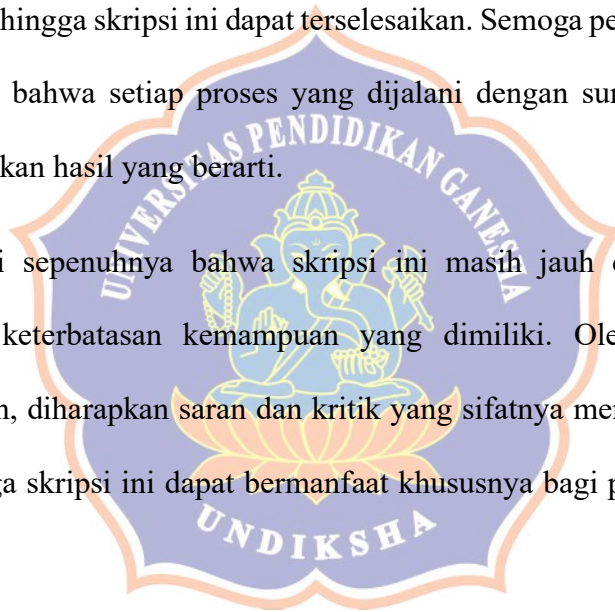 hingga skripsi ini dapat terselesaikan. Semoga pe
bahwa setiap proses yang dijalani dengan sun
kan hasil yang berarti.
i sepenuhnya bahwa skripsi ini masih jauh
keterbatasan kemampuan yang dimiliki. Ole
n, diharapkan saran dan kritik yang sifatnya mem
ga skripsi ini dapat bermanfaat khususnya bagi p
UNIVERSITAS PENDIDIKAN GANESHA
UNDIKSHA